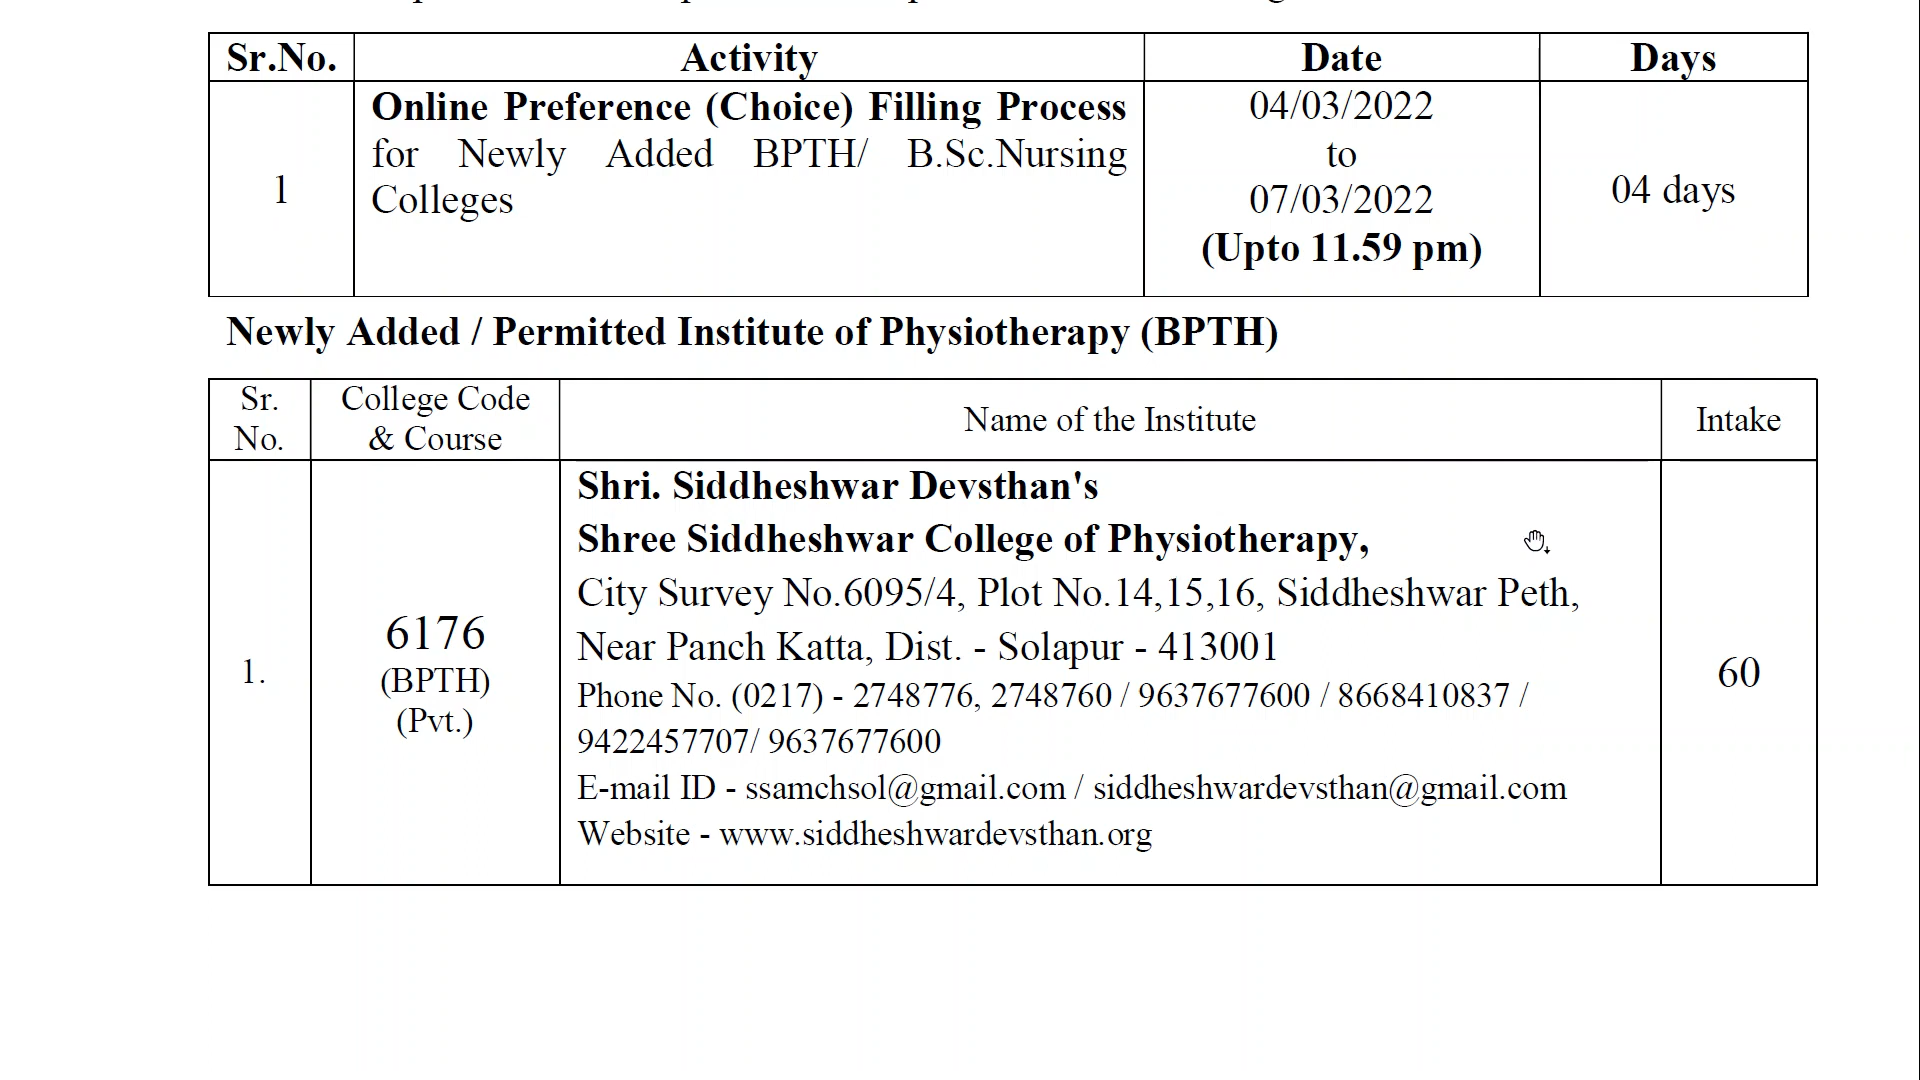 Sr.No. Activity Date Days
1 Online Preference (Choice) Filling Process for Newly Added BPTH/ B.Sc.Nursing Colleges 04/03/2022 to 07/03/2022 (Upto 11.59 pm) 04 days
Newly Added / Permitted Institute of Physiotherapy (BPTH)
Sr. No. College Code & Course Name of the Institute Intake
1.
6176
(BPTH)
(Pvt.)
Shri. Siddheshwar Devsthan's
Shree Siddheshwar College of Physiotherapy,
City Survey No.6095/4, Plot No.14,15,16, Siddheshwar Peth,
Near Panch Katta, Dist. - Solapur - 413001
Phone No. (0217) - 2748776, 2748760 / 9637677600 / 8668410837 /
9422457707/ 9637677600
E-mail ID - ssamchsol@gmail.com / siddheshwardevsthan@gmail.com
Website - www.siddheshwardevsthan.org
60